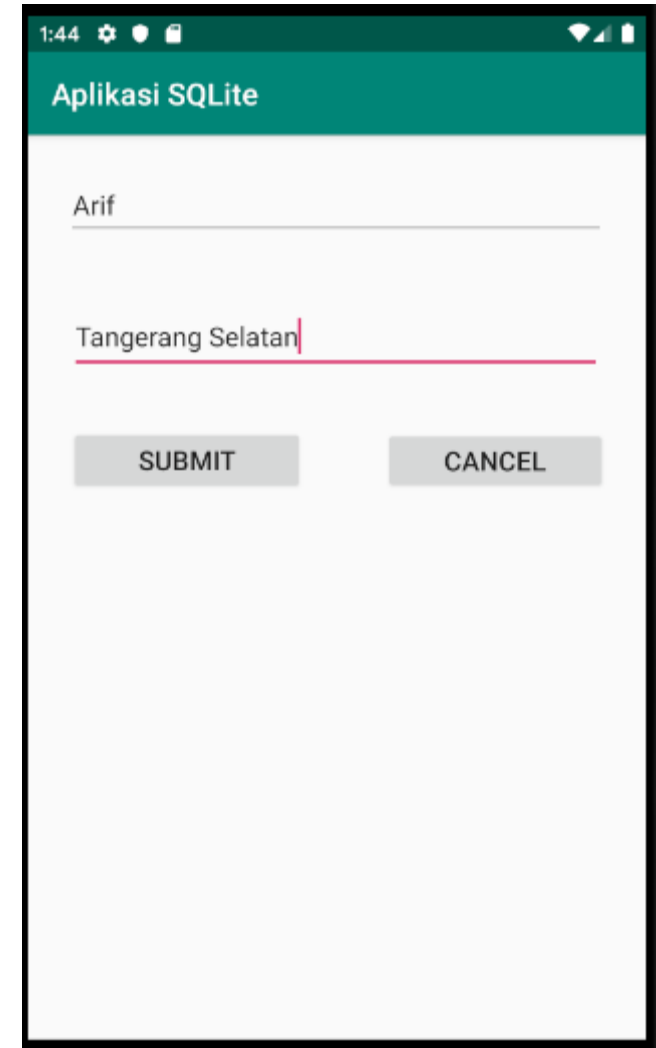 1:44
Aplikasi SQLite
Arif
Tangerang Selatan
SUBMIT CANCEL